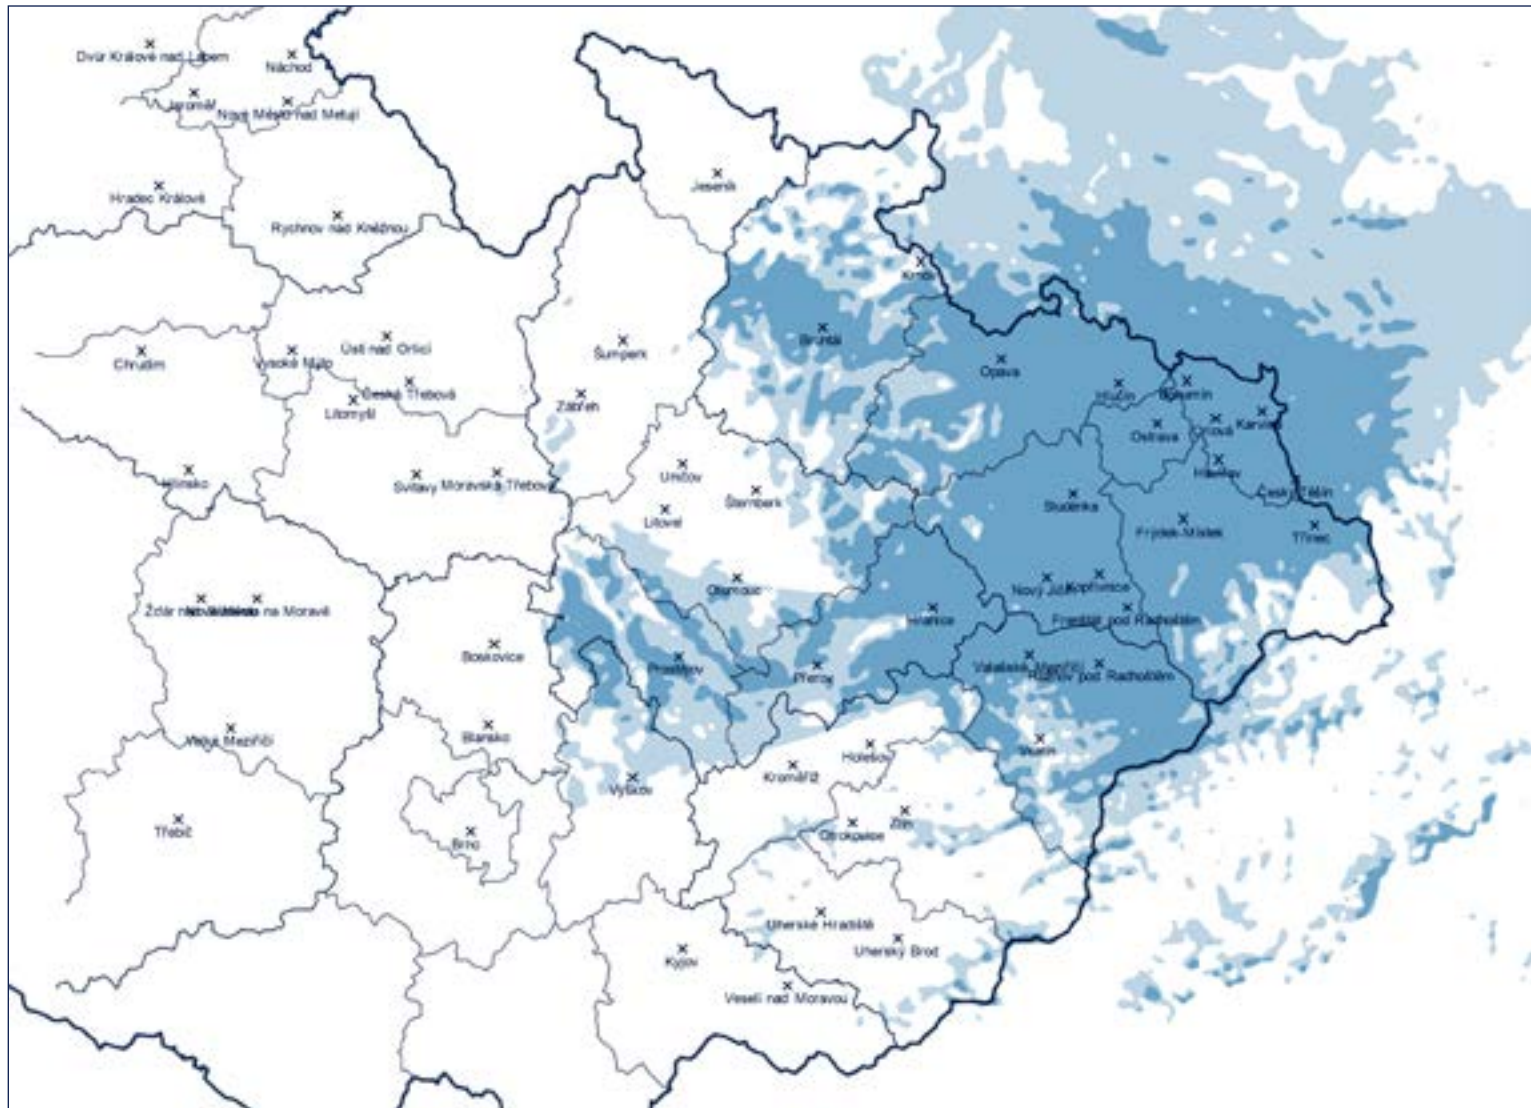 Dvůr Králové nad Labem
Náchod
Jaroměř
Nové Město nad Metují
Jeseník
Hradec Králové
Rychnov nad Kněžnou
Krnov
Bruntál
Ústí nad Orlicí
Šumperk
Chrudim
Vysoké Mýto
Opava
Česká Třebová
Hlučín
Bohumín
Litomyšl
Zábřeh
Ostrava
Orlová
Karviná
Hlinsko
Svitavy
Moravská Třebová
Uničov
Šternberk
Havířov
Český Těšín
Litovel
Studénka
Frýdek-Místek
Třinec
Olomouc
Nový Jičín
Kopřivnice
na Moravě
Hranice
Frenštát pod Radhoštěm
Boskovice
Prostějov
Přerov
Valašské Meziříčí
Rožnov pod Radhoštěm
Velké Meziříčí
Blansko
Vsetín
Holešov
Kroměříž
Vyškov
Třebíč
Brno
Otrokovice
Zlín
Uherské Hradiště
Uherský Brod
Kyjov
Veselí nad Moravou